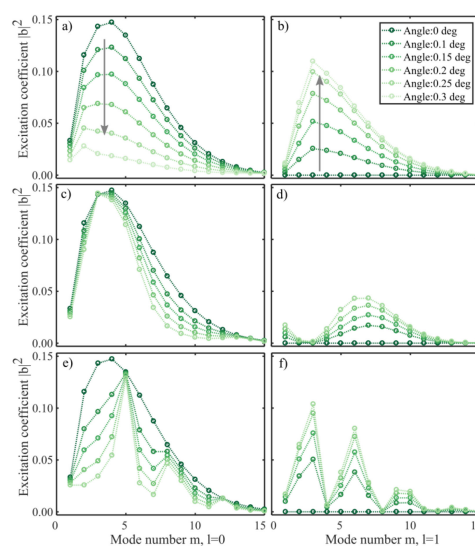 a)
b)
Angle:0 deg
Angle:0.1 deg
Angle:0.15 deg
Angle:0.2 deg
Angle:0.25 deg
Angle:0.3 deg
Excitation coefficient |b|²
0.15
0.10
0.05
0.00
c)
d)
Excitation coefficient |b|²
0.15
0.10
0.05
0.00
e)
f)
Excitation coefficient |b|²
0.15
0.10
0.05
0.00
0 5 10 15
0 5 10 1
Mode number m, l=0
Mode number m, l=1